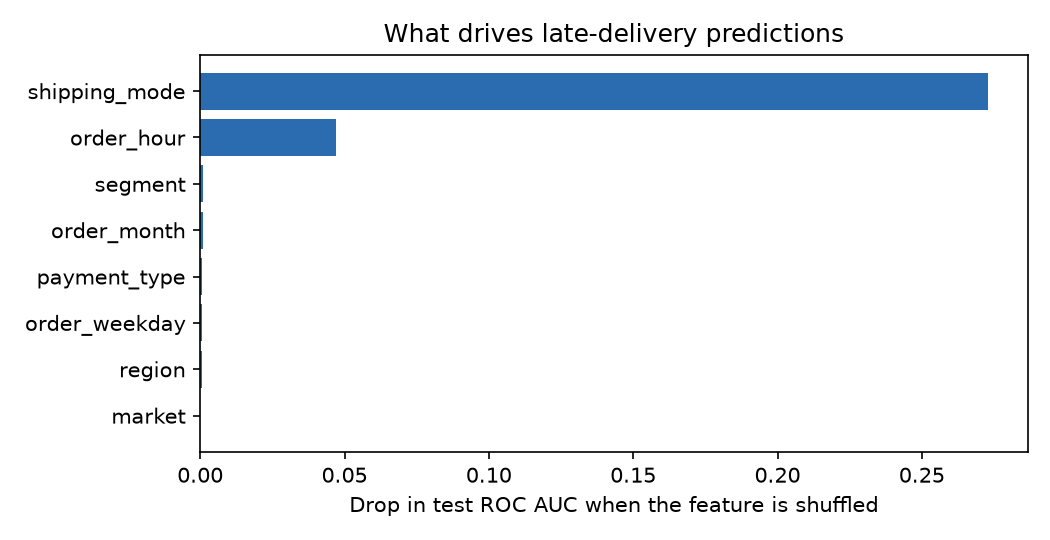 What drives late-delivery predictions
shipping_mode
order_hour
segment
order_month
payment_type
order_weekday
region
market
0.00 0.05 0.10 0.15 0.20 0.25
Drop in test ROC AUC when the feature is shuffled